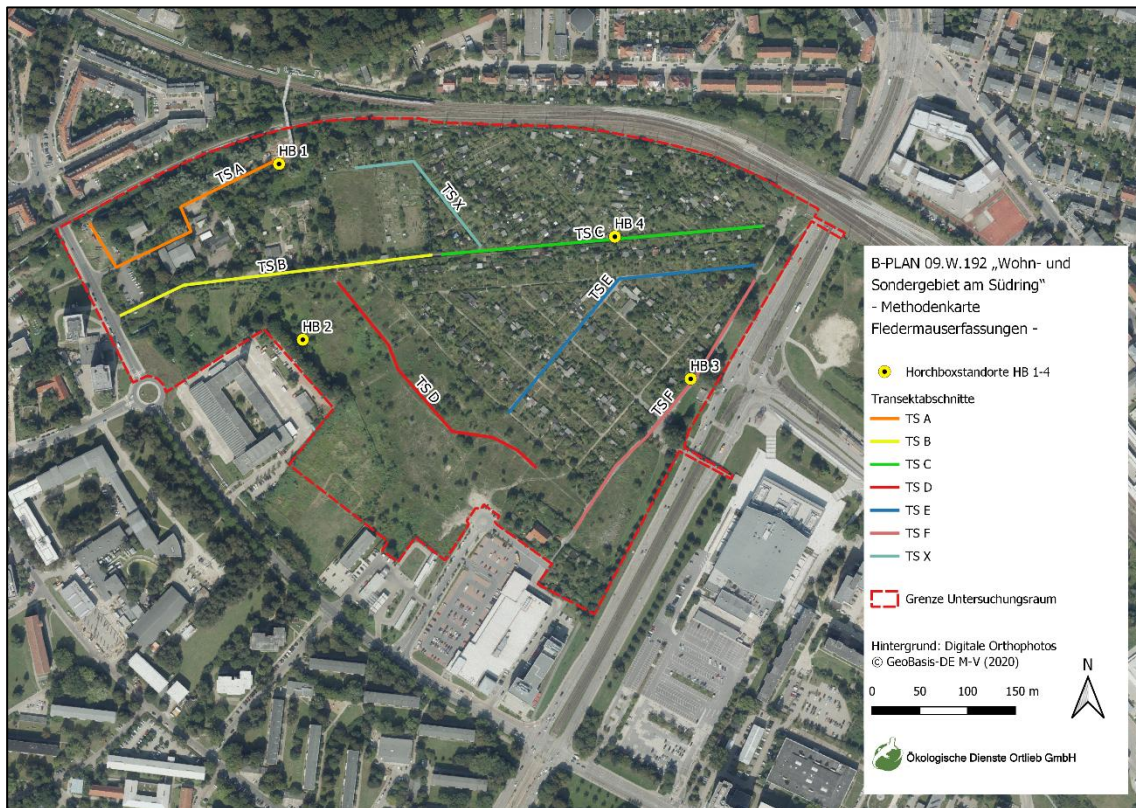 HB 1
TS A
TS X
HB 4
TS C
TS B
TS E
HB 2
HB 3
TS D
TS F
B-PLAN 09.W.192 „Wohn- und
Sondergebiet am Südring“
- Methodenkarte
Fledermauserfassungen -
Horchboxstandorte HB 1-4
Transektabschnitte
TS A
TS B
TS C
TS D
TS E
TS F
TS X
Grenze Untersuchungsraum
Hintergrund: Digitale Orthophotos
© GeoBasis-DE M-V (2020)
N
0 50 100 150 m
Ökologische Dienste Ortlieb GmbH